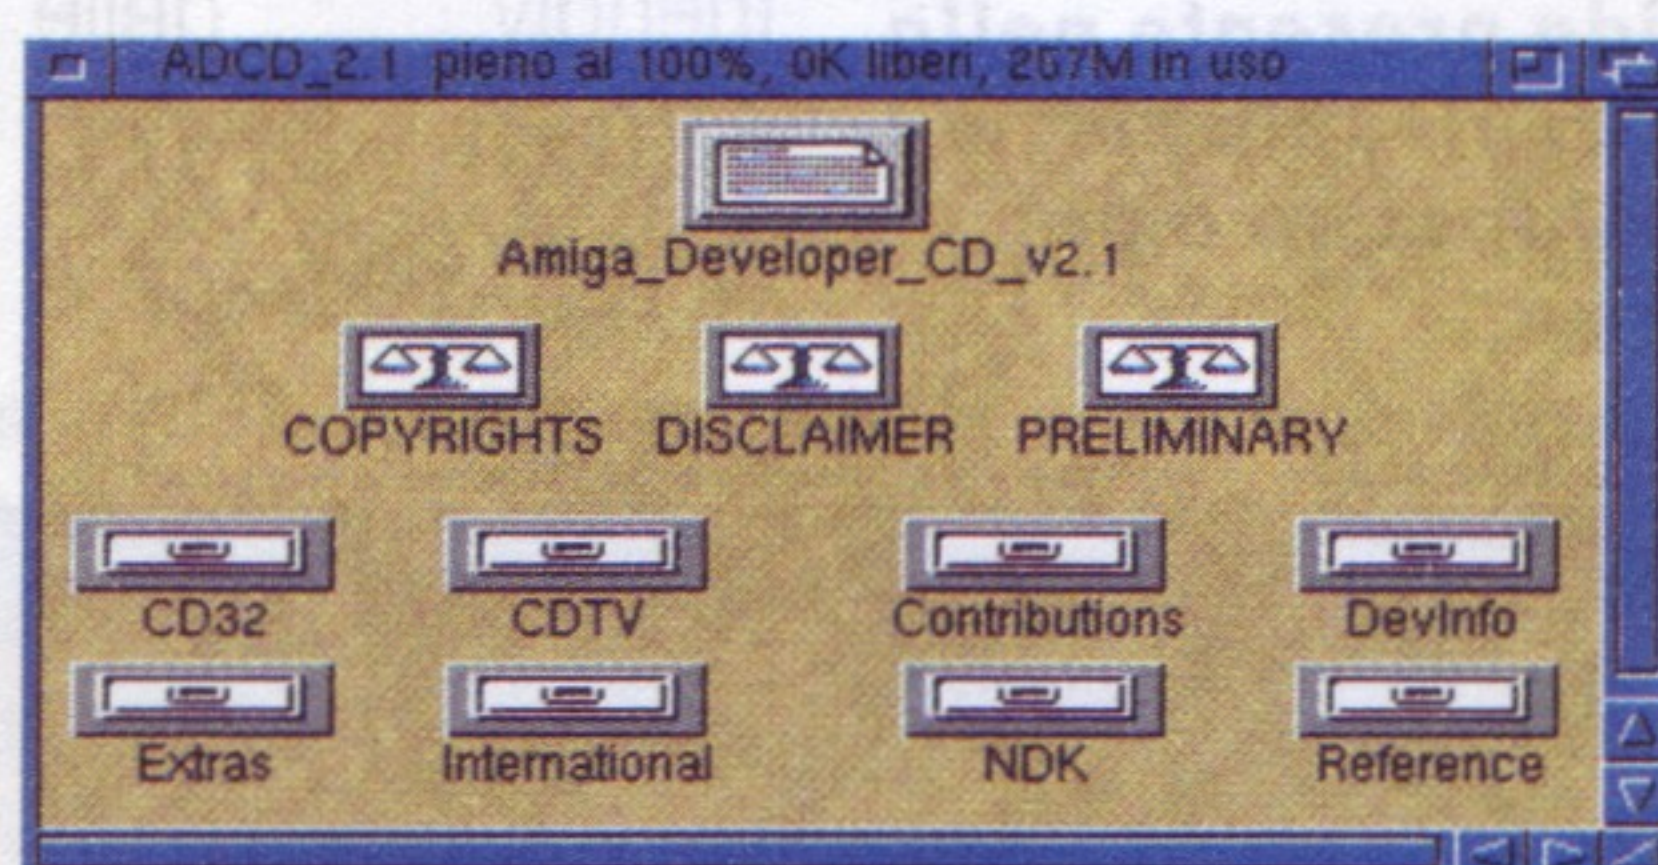 ADCD_2.1 pieno al 100%, 0K liberi, 267M in uso
Amiga_Developer_CD_v2.1
COPYRIGHTS DISCLAIMER PRELIMINARY
CD32 CDTV Contributions DevInfo
Extras International NDK Reference